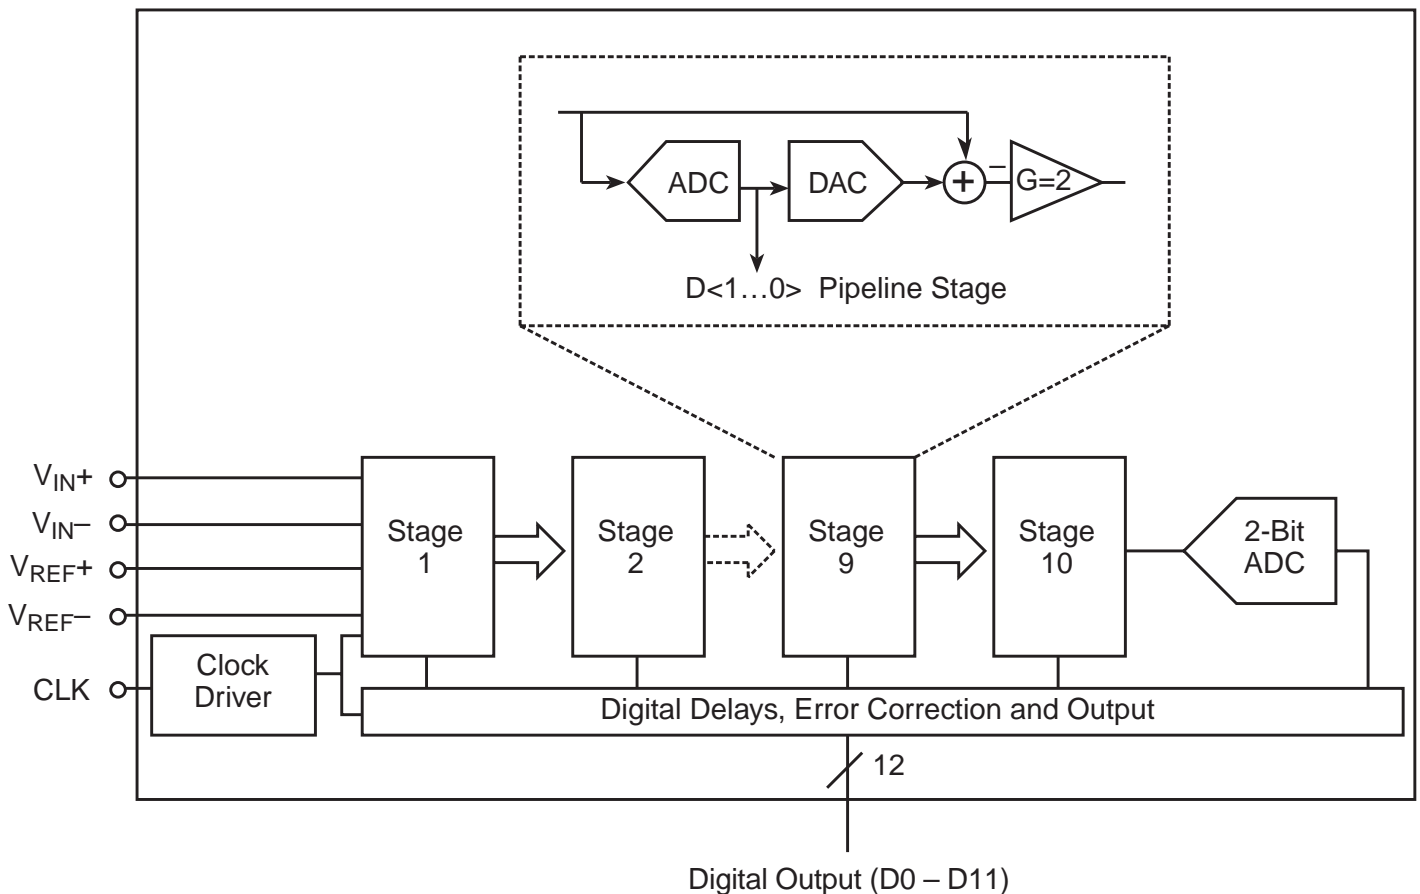 ADC
DAC
+
–
G=2
D<1…0> Pipeline Stage
VIN+
VIN–
VREF+
VREF–
CLK
Stage
1
Stage
2
Stage
9
Stage
10
2-Bit
ADC
Clock
Driver
Digital Delays, Error Correction and Output
12
Digital Output (D0 – D11)